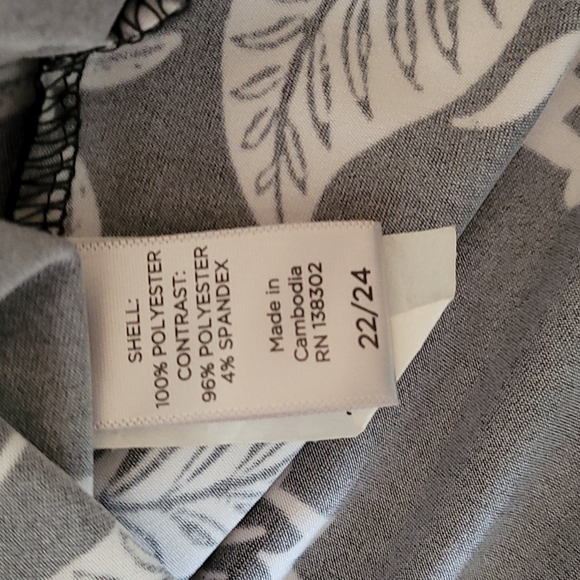 SHELL:
100% POLYESTER
CONTRAST:
96% POLYESTER
4% SPANDEX
Made in
Cambodia
RN 138302
22/24